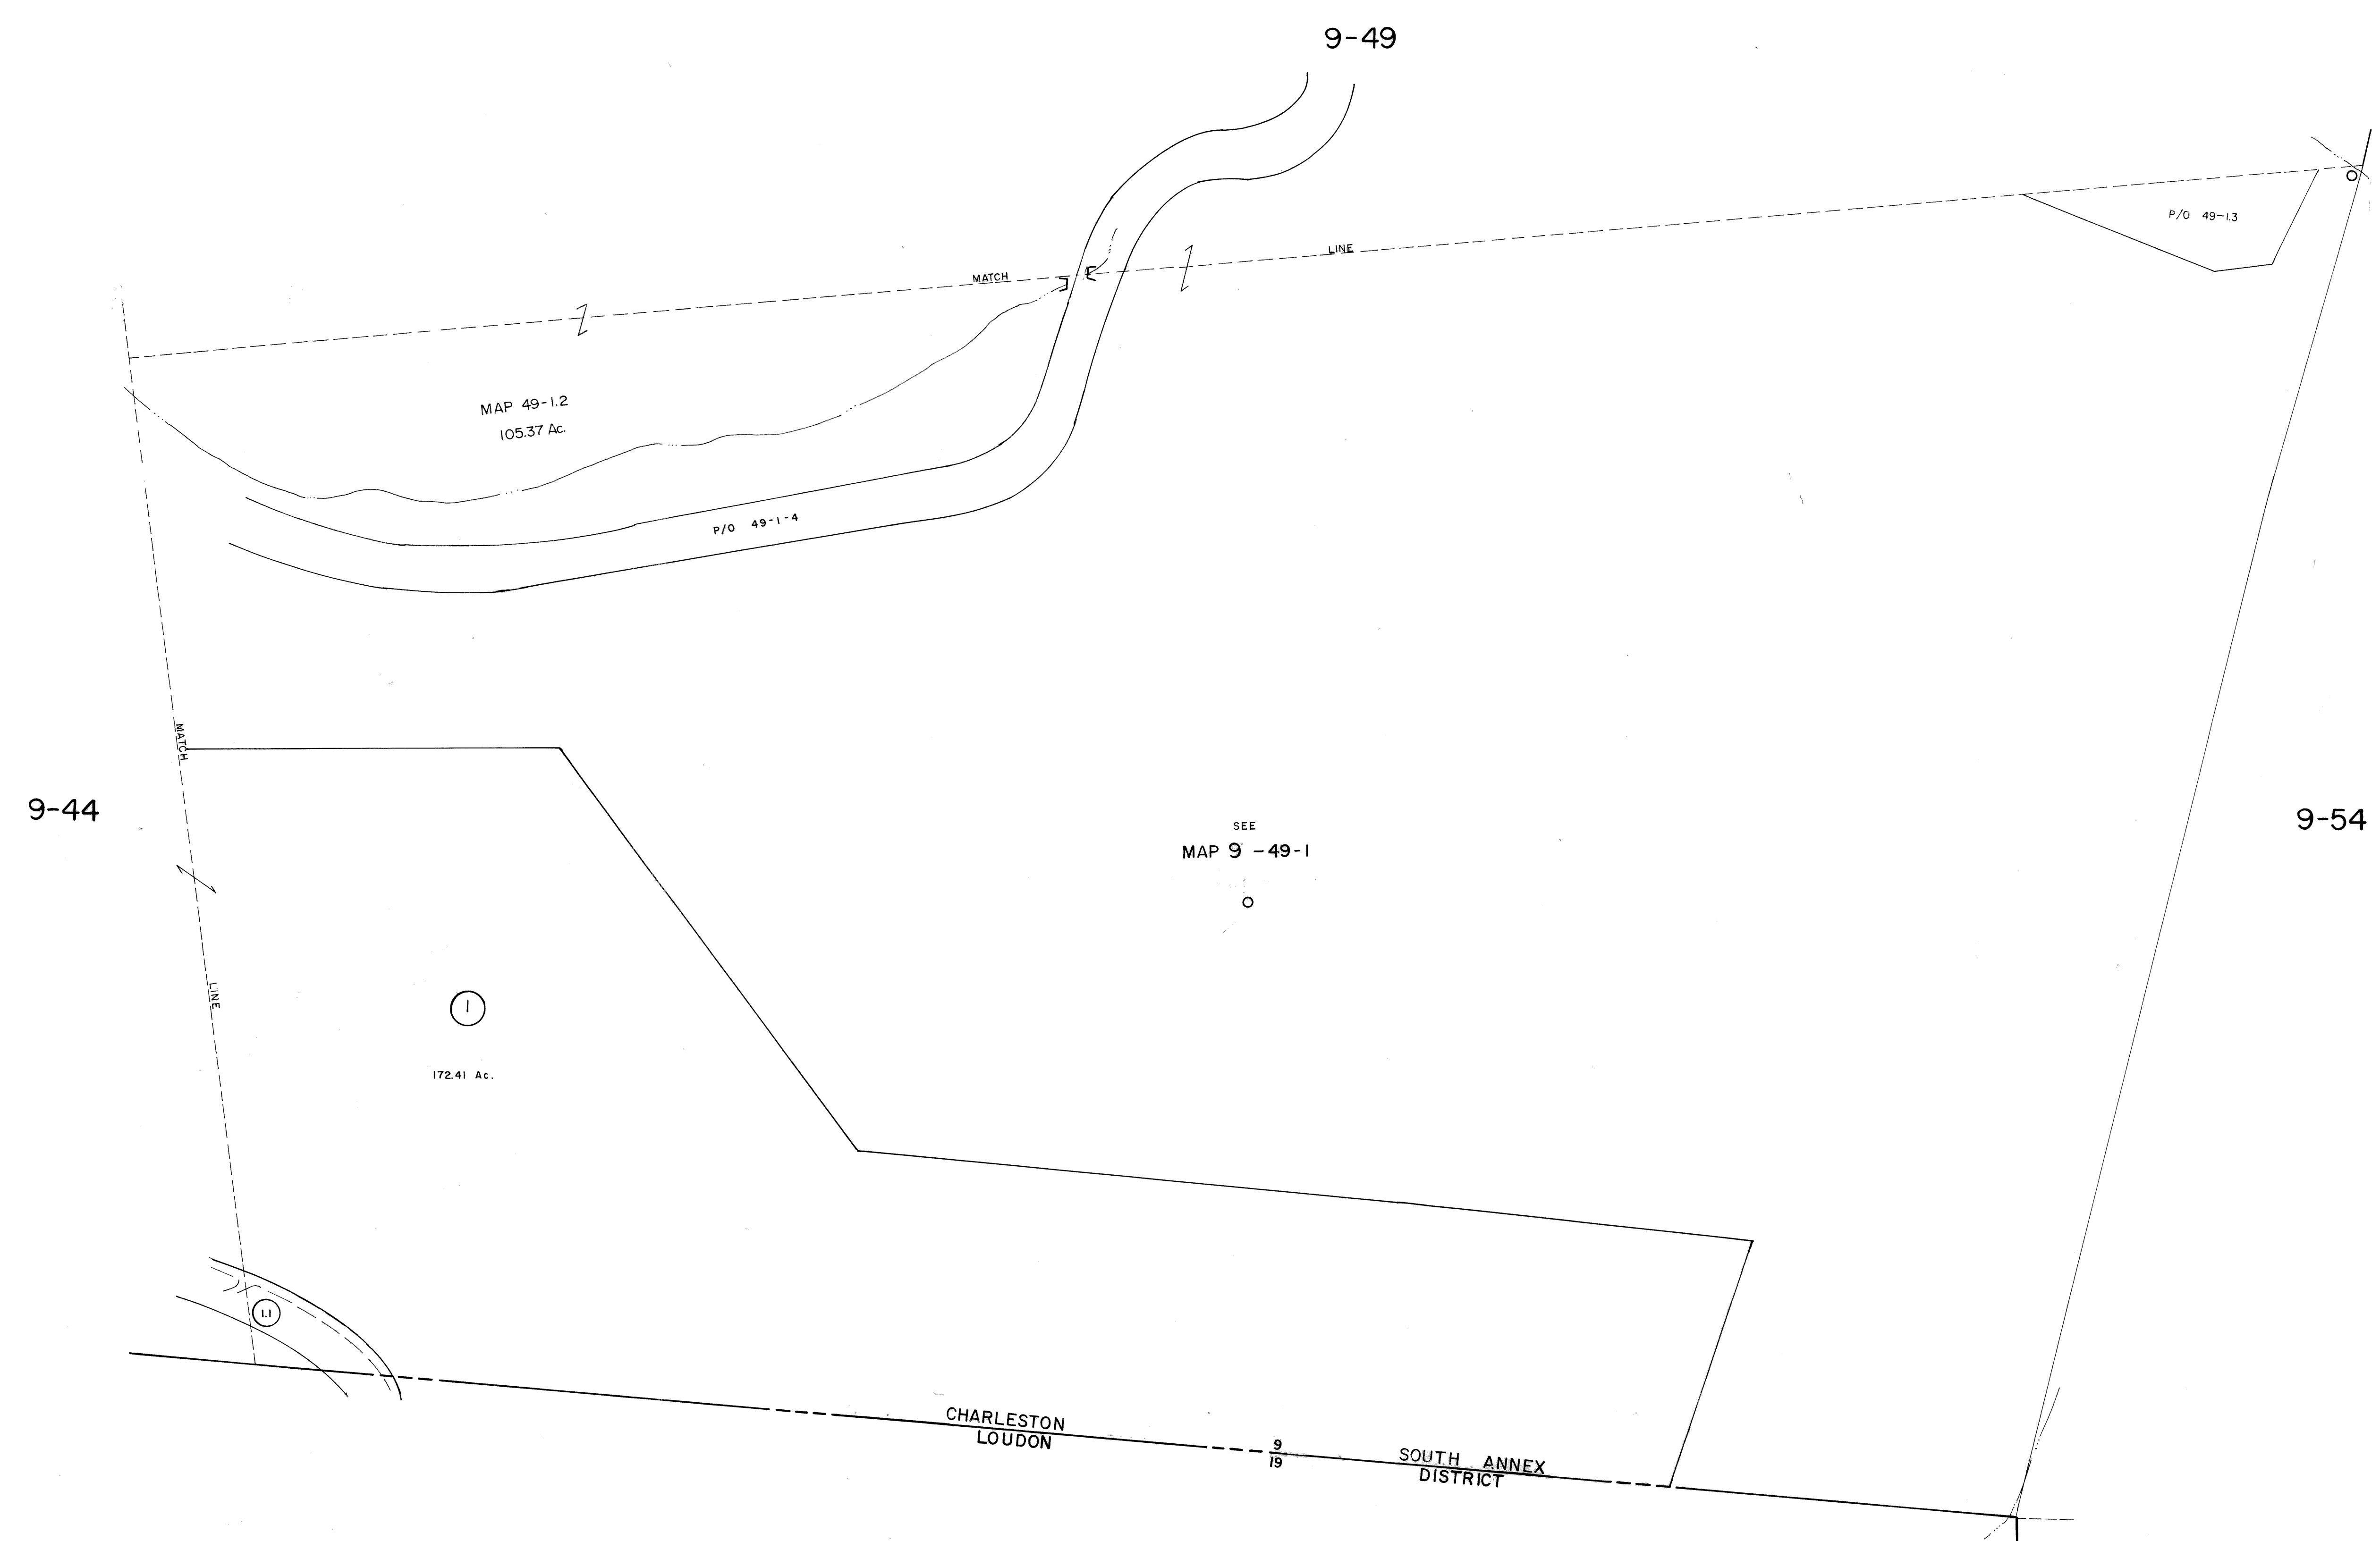 9-49
P/O 49-1.3
MATCH LINE
MAP 49-1.2
105.37 Ac.
P/O 49-1-4
MATCH
9-44
9-54
SEE
MAP 9 -49-1
LINE
1
172.41 Ac.
1.1
CHARLESTON
LOUDON
9
19
SOUTH ANNEX
DISTRICT